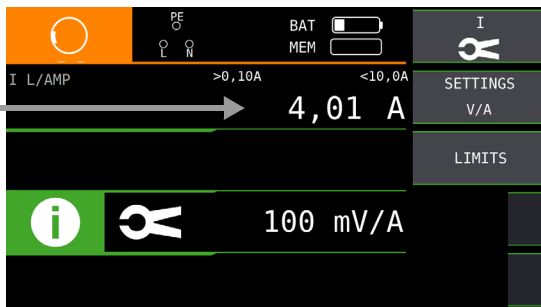 PE
L N
BAT
MEM
I
I L/AMP >0,10A <10,0A
4,01 A
SETTINGS
V/A
LIMITS
i
100 mV/A